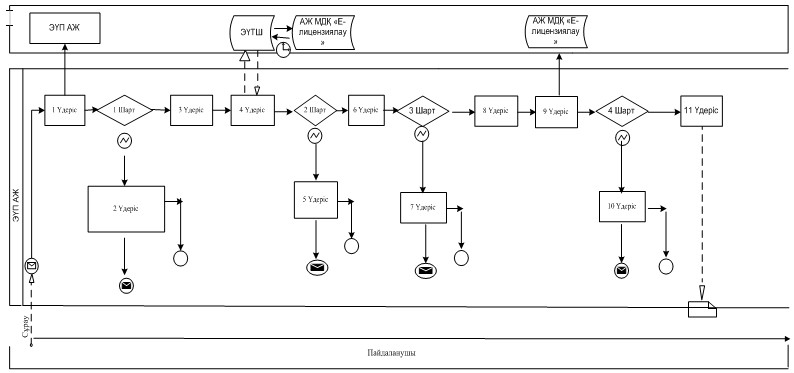 ЭҮП АЖ
ЭҮТШ
АЖ МДҚ «Е-
лицензиялау
»
АЖ МДҚ «Е-
лицензиялау
»
ЭҮП АЖ
1 Үдеріс
1 Шарт
3 Үдеріс
4 Үдеріс
2 Шарт
6 Үдеріс
3 Шарт
8 Үдеріс
9 Үдеріс
4 Шарт
11 Үдеріс
2 Үдеріс
5 Үдеріс
7 Үдеріс
10 Үдеріс
Сұрау
Пайдаланушы